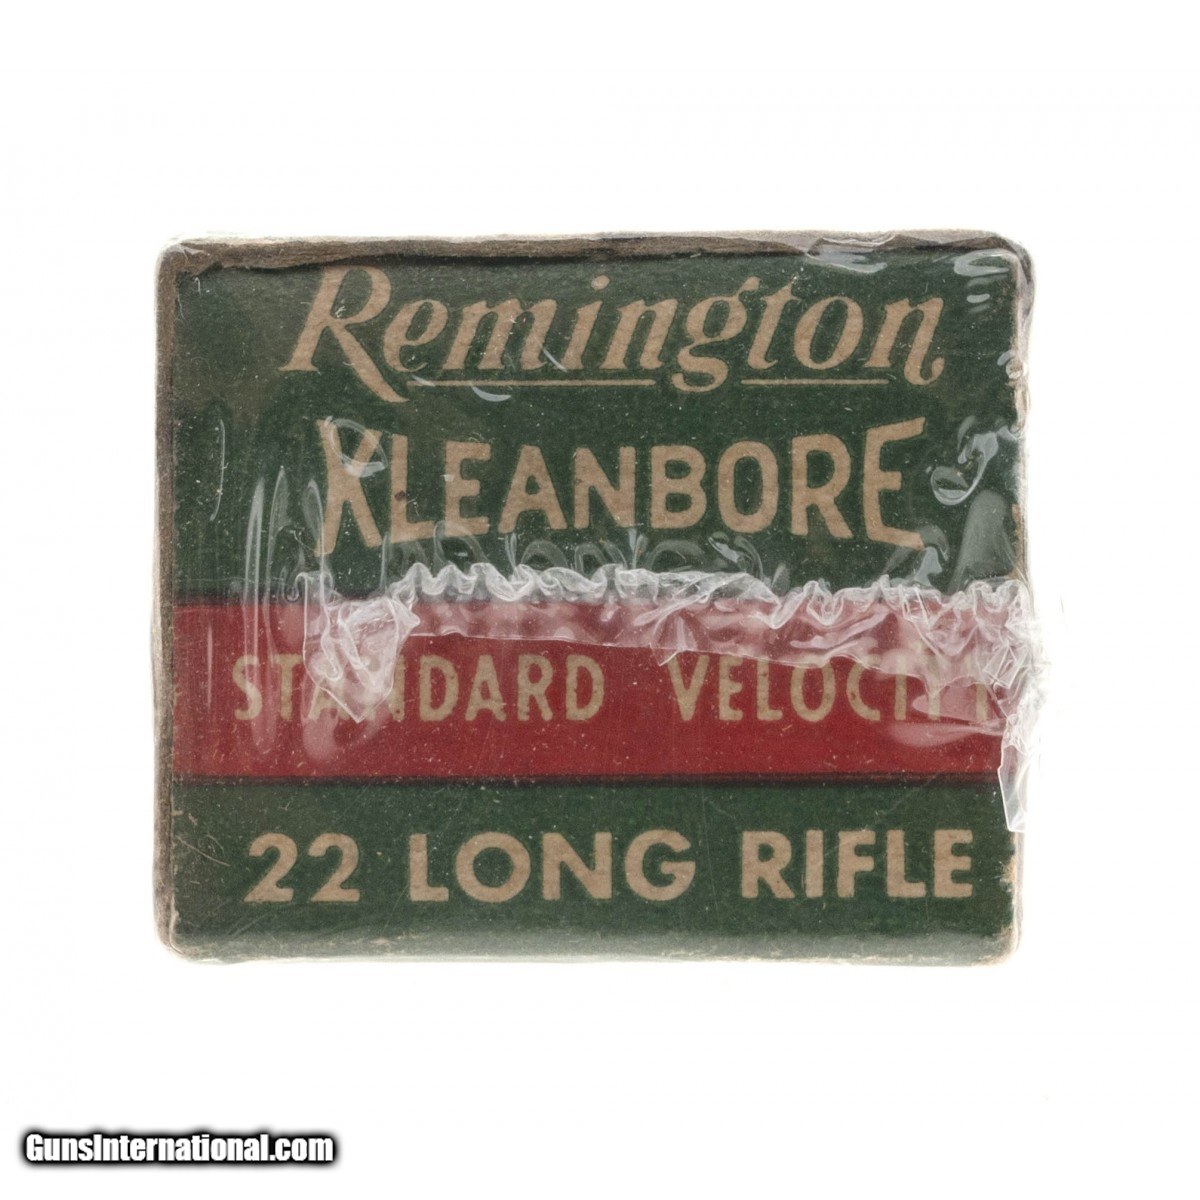 Remington
KLEANBORE
STANDARD VELOCITY
22 LONG RIFLE
GunsInternational.com